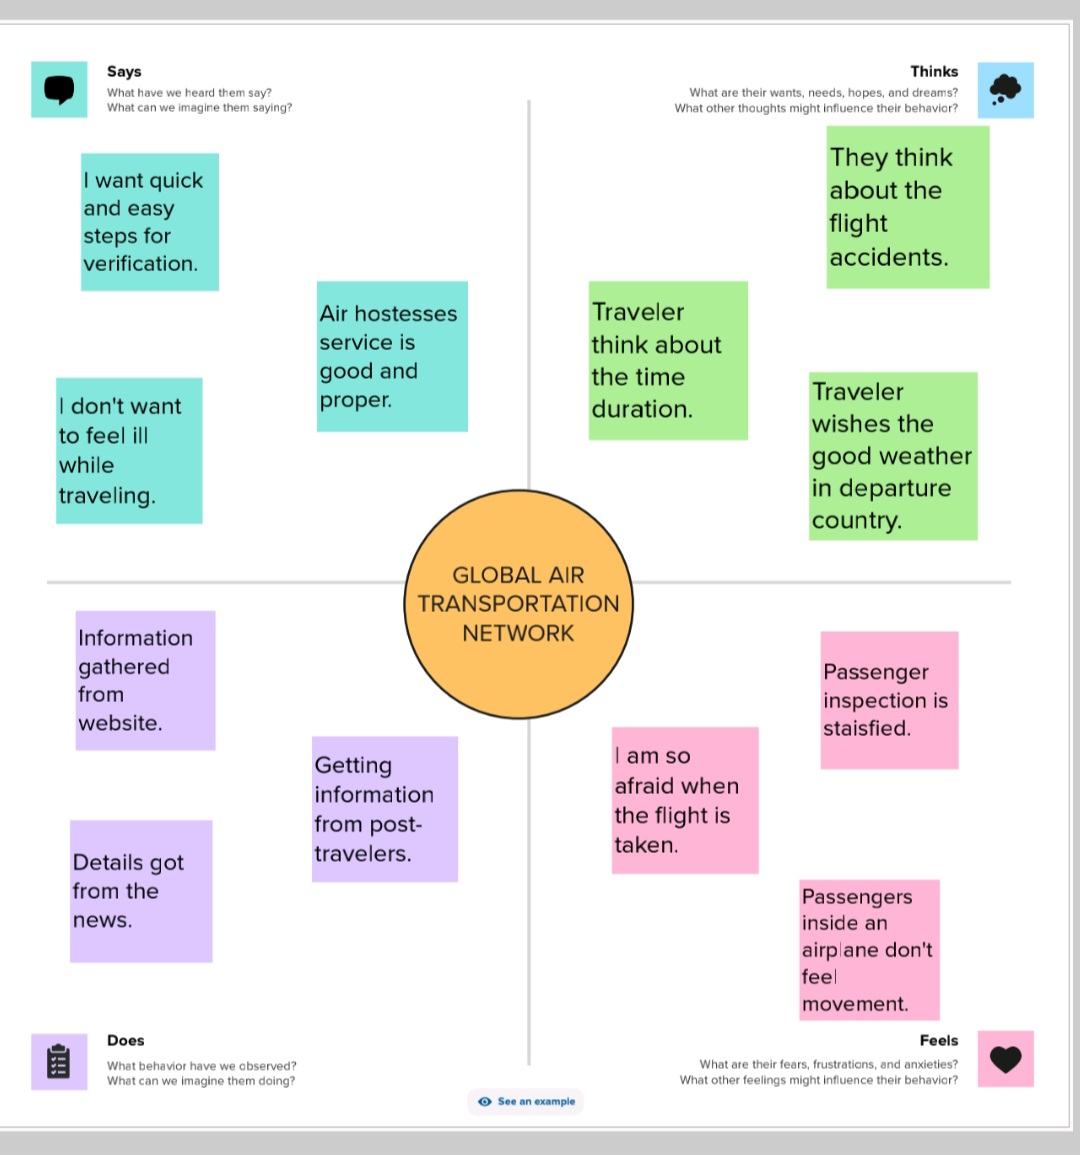 Says
What have we heard them say?
What can we imagine them saying?
I want quick
and easy
steps for
verification.
Air hostesses
service is
good and
proper.
I don't want
to feel ill
while
traveling.
Thinks
What are their wants, needs, hopes, and dreams?
What other thoughts might influence their behavior?
They think
about the
flight
accidents.
Traveler
think about
the time
duration.
Traveler
wishes the
good weather
in departure
country.
GLOBAL AIR
TRANSPORTATION
NETWORK
Information
gathered
from
website.
Getting
information
from post-
travelers.
Details got
from the
news.
Does
What behavior have we observed?
What can we imagine them doing?
Passenger
inspection is
staisfied.
I am so
afraid when
the flight is
taken.
Passengers
inside an
airplane don't
feel
movement.
Feels
What are their fears, frustrations, and anxieties?
What other feelings might influence their behavior?
See an example